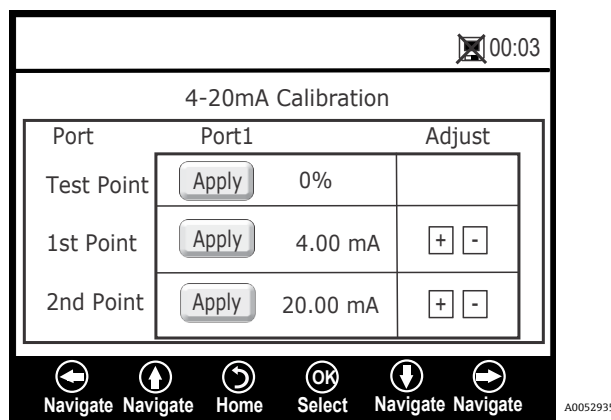 00:03
4-20mA Calibration
Port Port1 Adjust
Test Point Apply 0%
1st Point Apply 4.00 mA + -
2nd Point Apply 20.00 mA + -
OK
Navigate Navigate Home Select Navigate Navigate